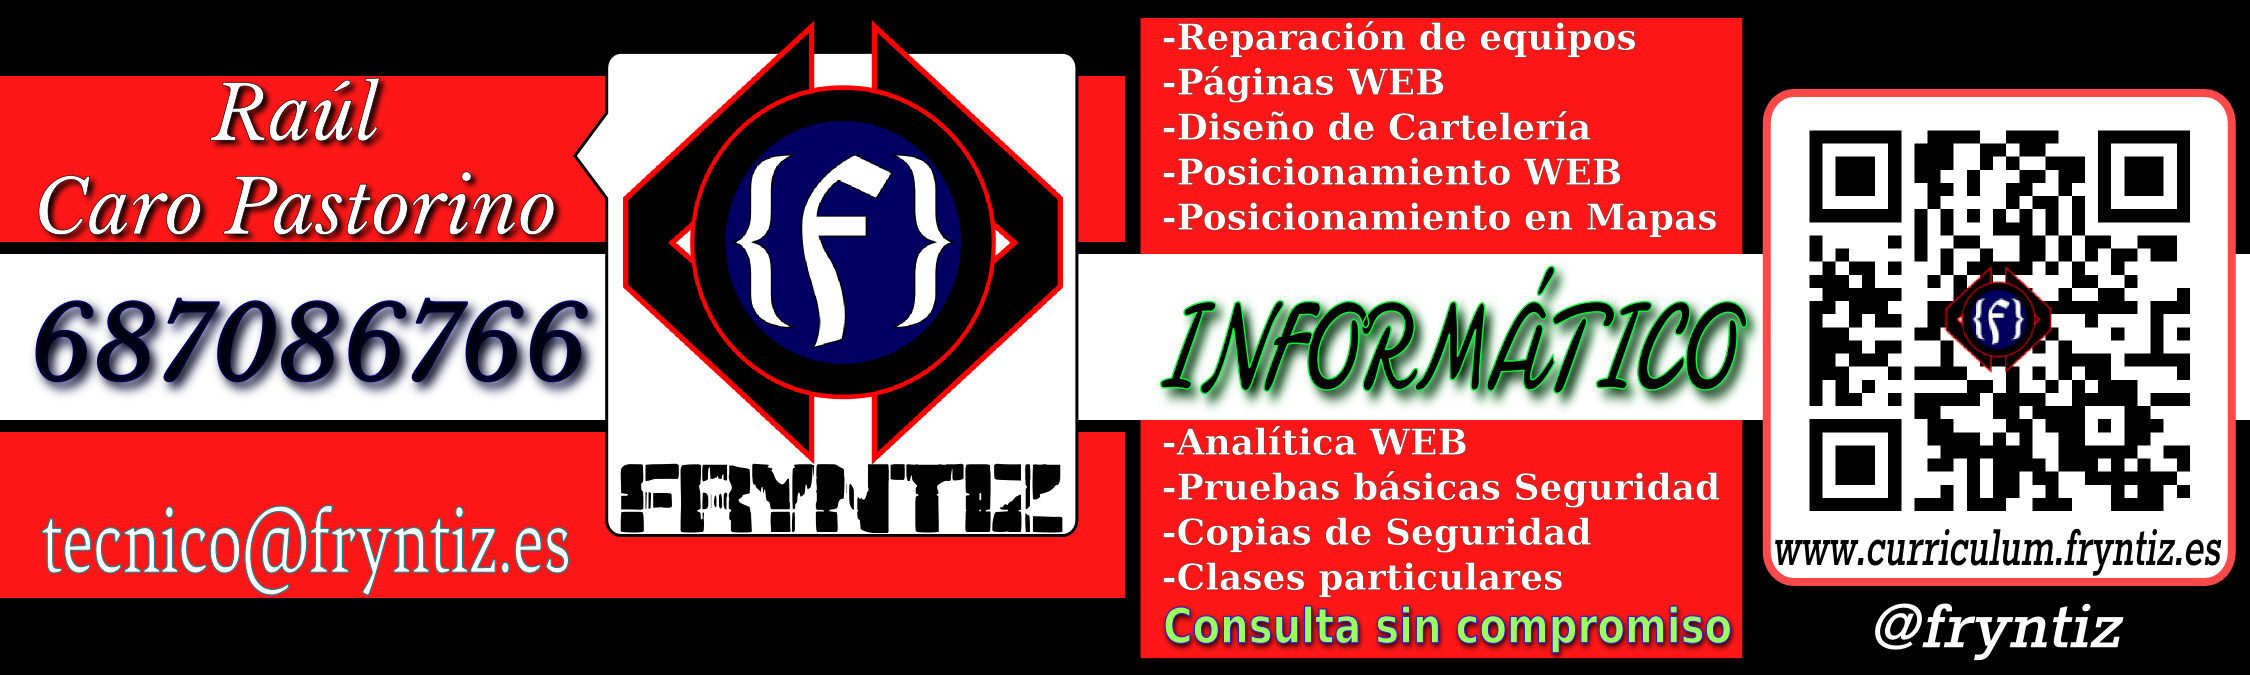 Raúl
Caro Pastorino
687086766
tecnico@fryntiz.es
{f}
FRYNTIZ
-Reparación de equipos
-Páginas WEB
-Diseño de Cartelería
-Posicionamiento WEB
-Posicionamiento en Mapas
INFORMÁTICO
-Analítica WEB
-Pruebas básicas Seguridad
-Copias de Seguridad
-Clases particulares
Consulta sin compromiso
{f}
www.curriculum.fryntiz.es
@fryntiz